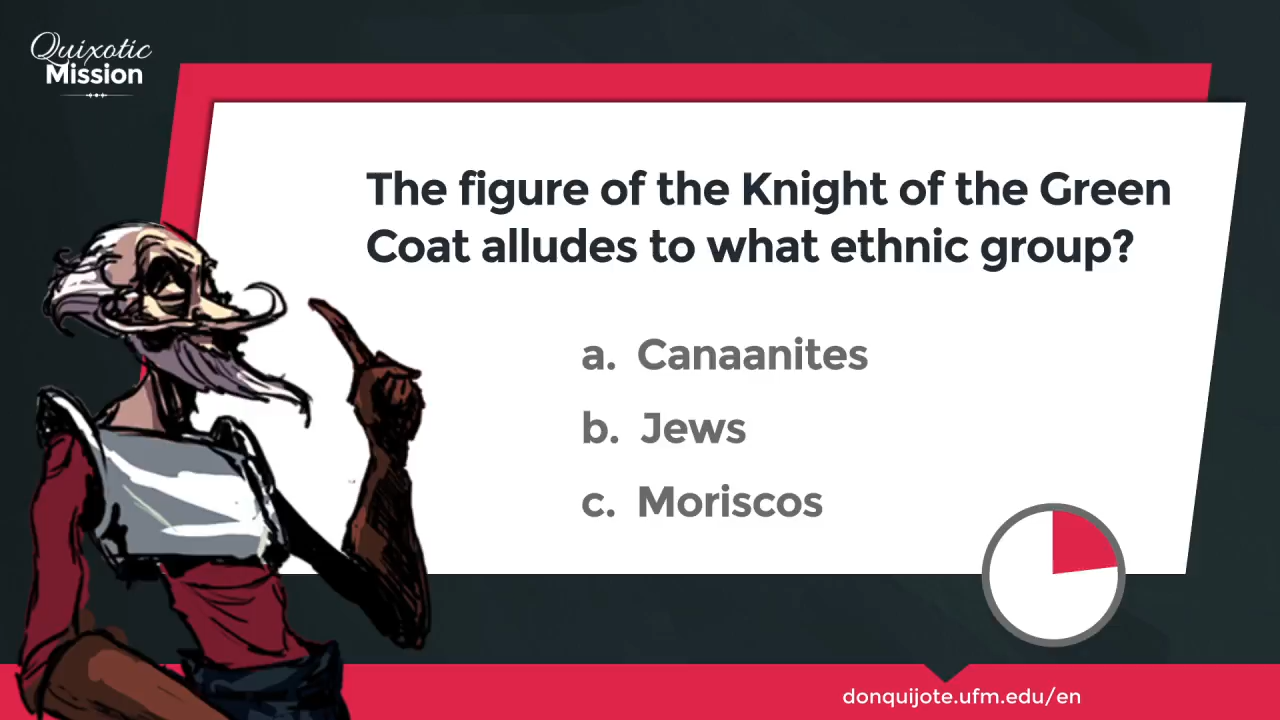 Quixotic
Mission
The figure of the Knight of the Green
Coat alludes to what ethnic group?
a. Canaanites
b. Jews
c. Moriscos
donquijote.ufm.edu/en